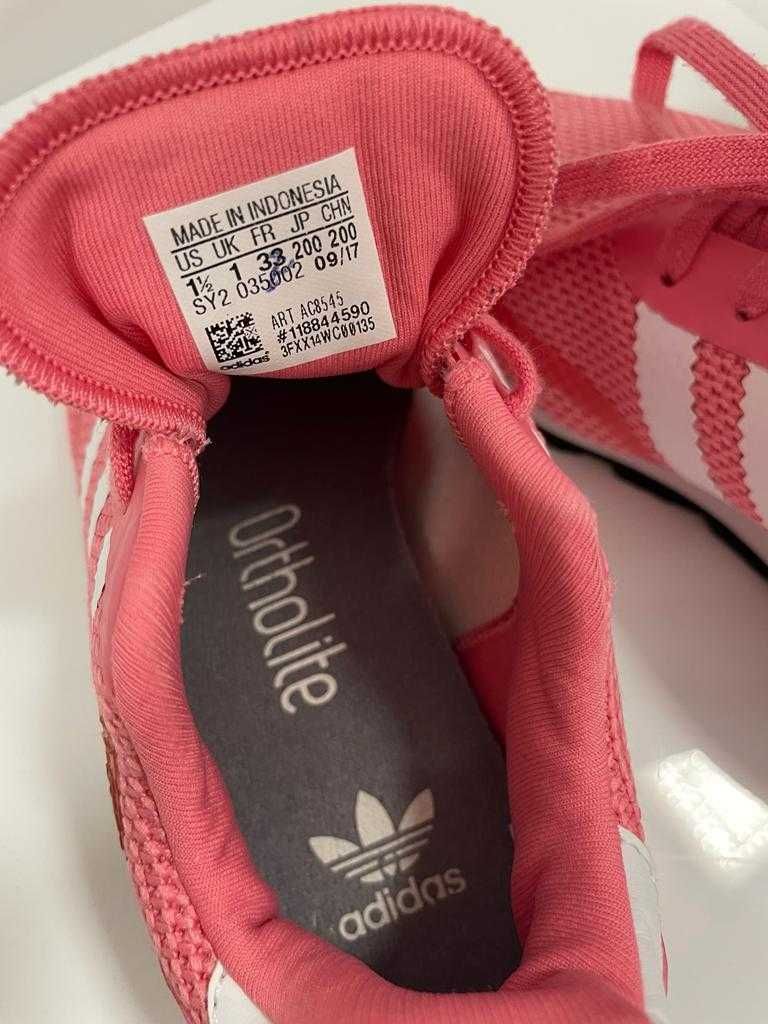 MADE IN INDONESIA
US UK FR JP CHN
1½ 1 33 200 200
SY2 035002 09/17
ART AC8545
#118844590
3FXX14WC00135
adidas
Ortholite
adidas